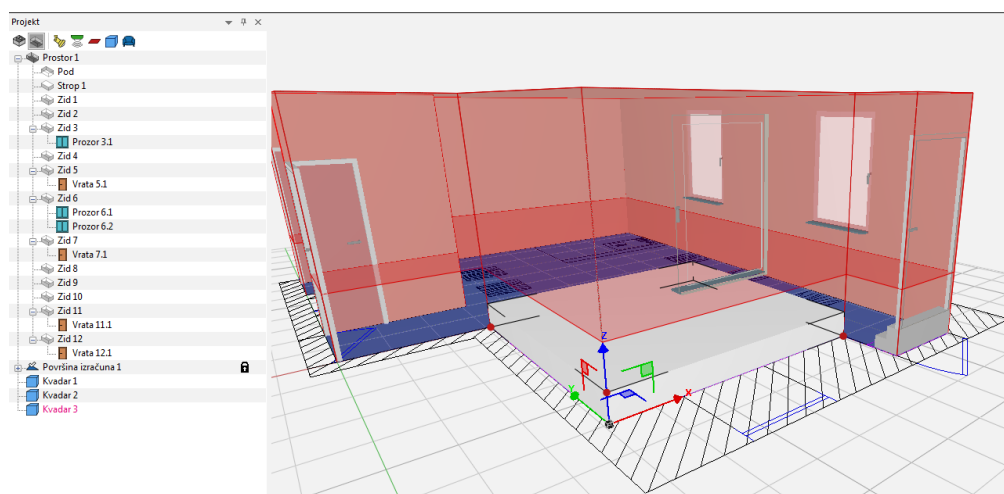 Projekt
Prostor 1
Pod
Strop 1
Zid 1
Zid 2
Zid 3
Prozor 3.1
Zid 4
Zid 5
Vrata 5.1
Zid 6
Prozor 6.1
Prozor 6.2
Zid 7
Vrata 7.1
Zid 8
Zid 9
Zid 10
Zid 11
Vrata 11.1
Zid 12
Vrata 12.1
Površina izračuna 1
Kvadar 1
Kvadar 2
Kvadar 3
Z
Y
X